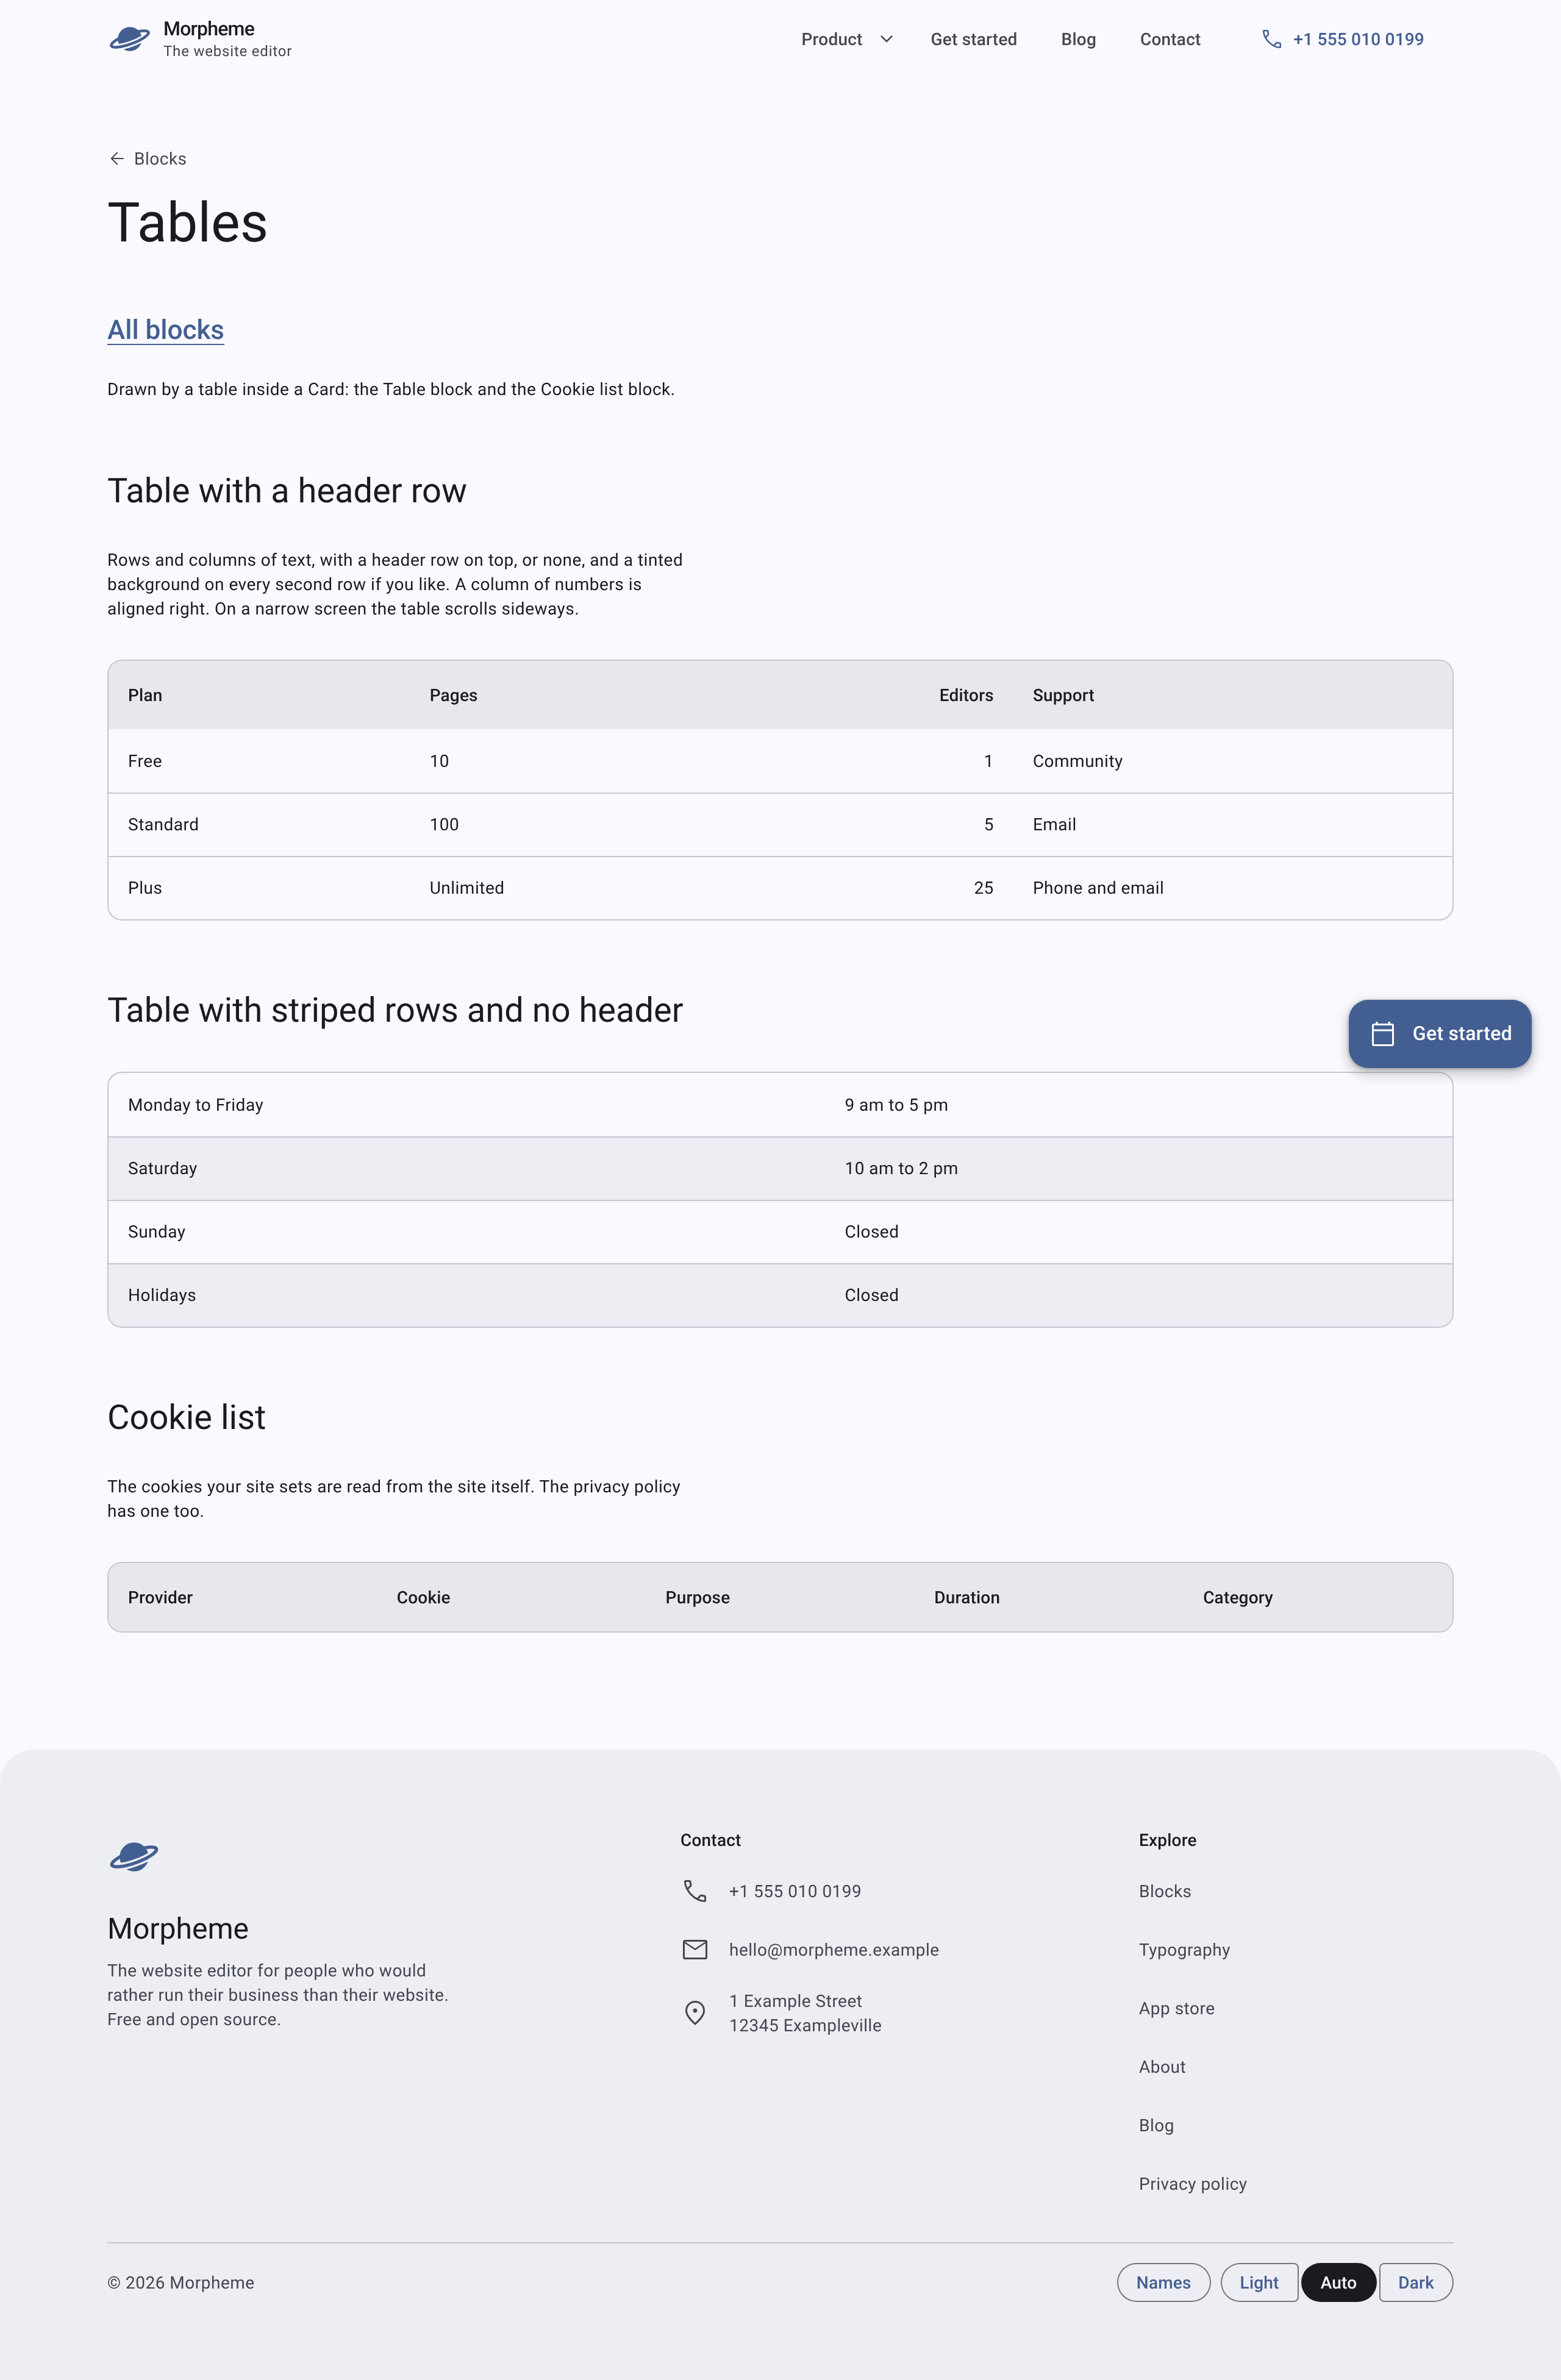 Morpheme
The website editor
Product
Get started
Blog
Contact
+1 555 010 0199
Blocks
Tables
All blocks
Drawn by a table inside a Card: the Table block and the Cookie list block.
Table with a header row
Rows and columns of text, with a header row on top, or none, and a tinted
background on every second row if you like. A column of numbers is
aligned right. On a narrow screen the table scrolls sideways.
Plan Pages Editors Support
Free 10 1 Community
Standard 100 5 Email
Plus Unlimited 25 Phone and email
Table with striped rows and no header
Get started
Monday to Friday 9 am to 5 pm
Saturday 10 am to 2 pm
Sunday Closed
Holidays Closed
Cookie list
The cookies your site sets are read from the site itself. The privacy policy
has one too.
Provider Cookie Purpose Duration Category
Morpheme
The website editor for people who would
rather run their business than their website.
Free and open source.
Contact
+1 555 010 0199
hello@morpheme.example
1 Example Street
12345 Exampleville
Explore
Blocks
Typography
App store
About
Blog
Privacy policy
© 2026 Morpheme
Names
Light
Auto
Dark